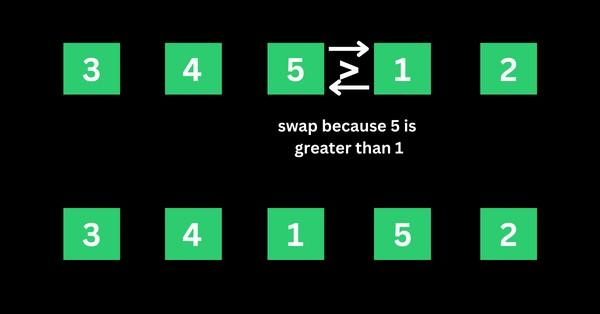 3 4 5 > 1 2
swap because 5 is
greater than 1
3 4 1 5 2